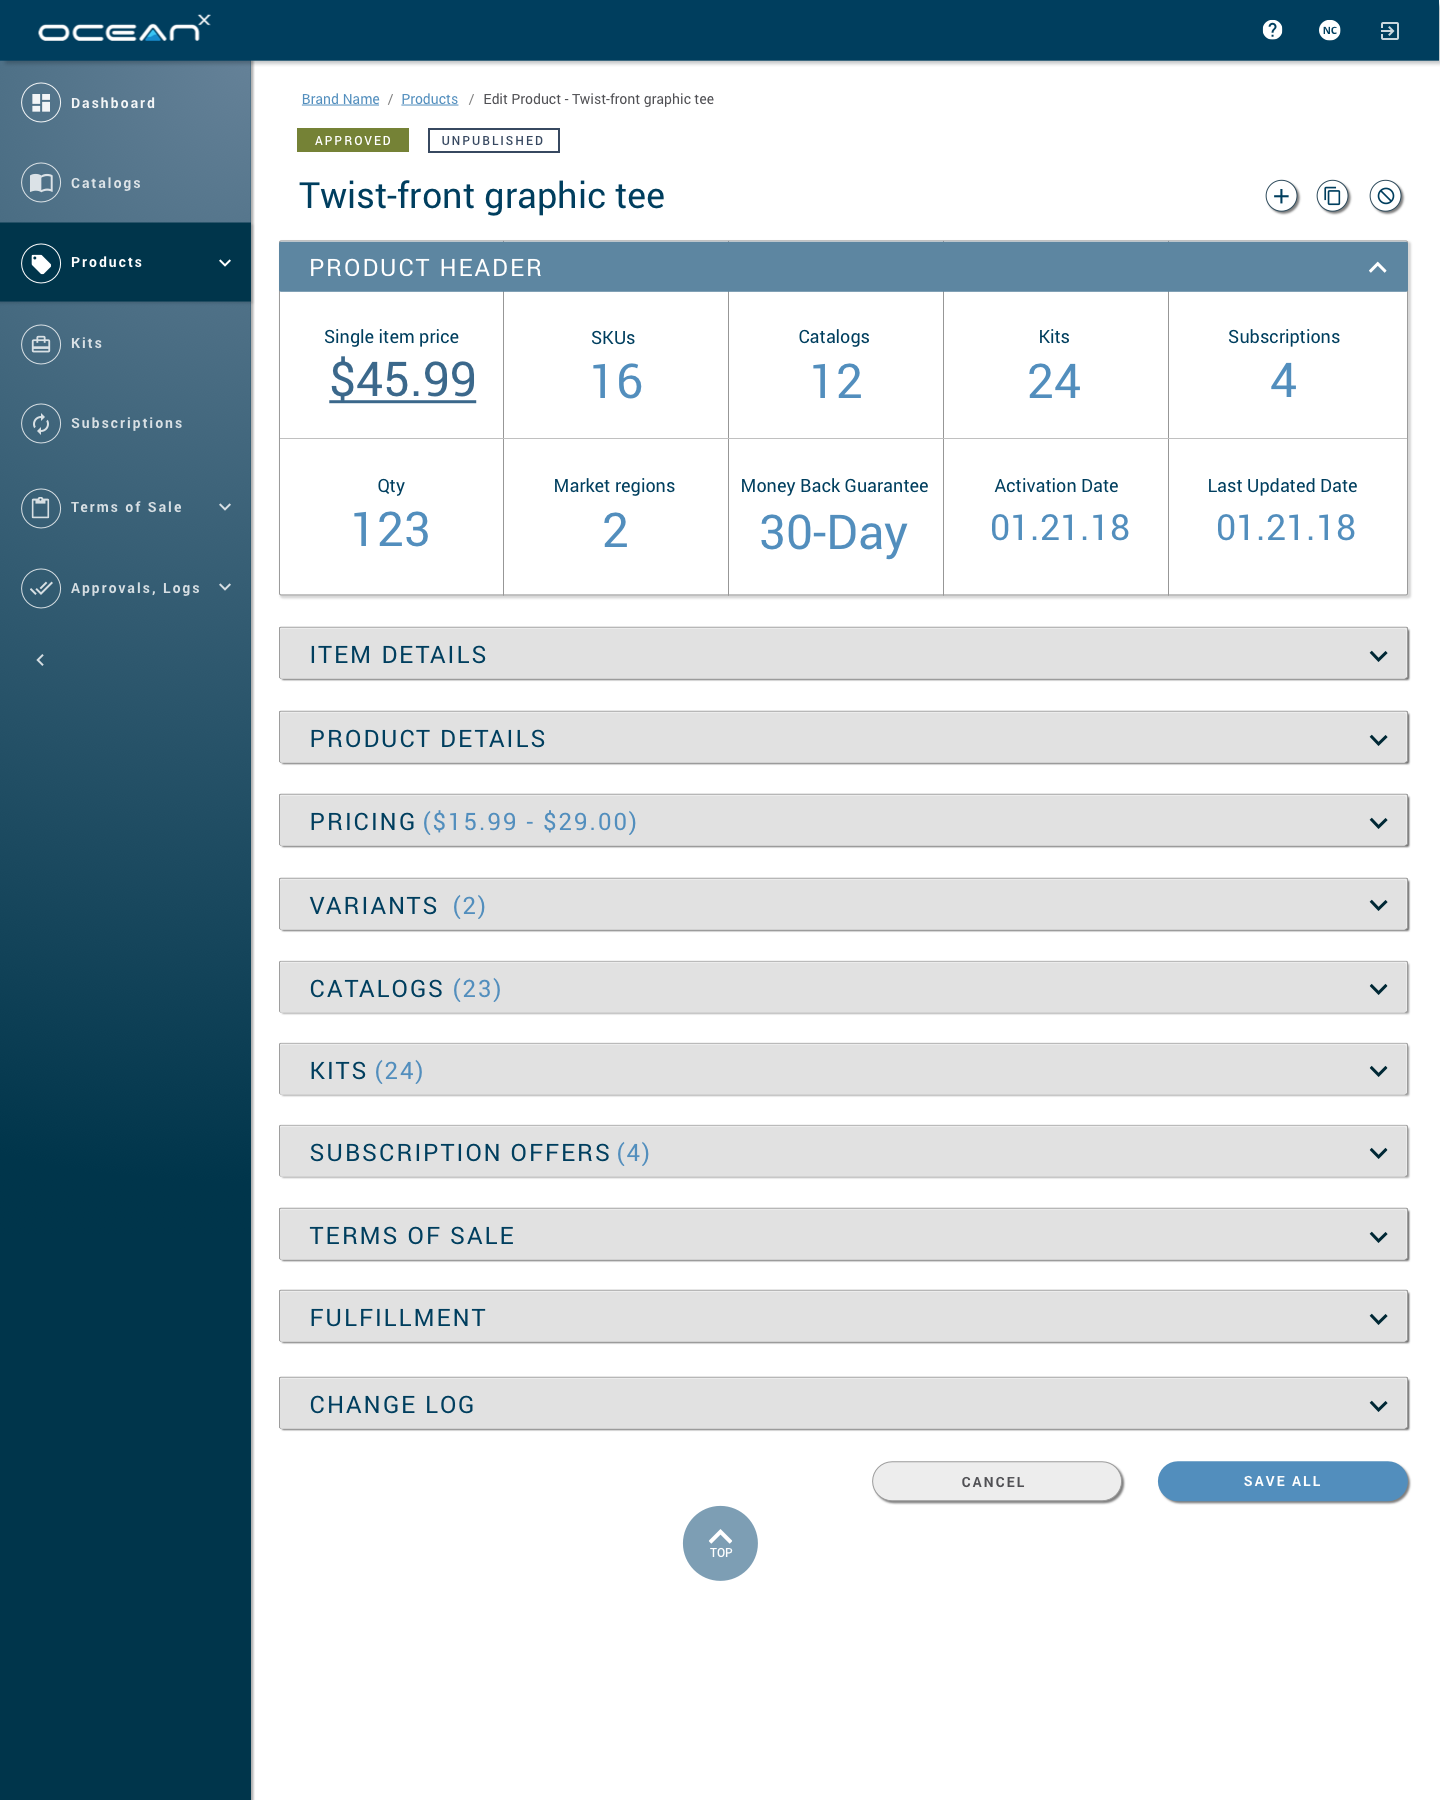 OCEANX
NC
Dashboard
Catalogs
Products
Kits
Subscriptions
Terms of Sale
Approvals, Logs
Brand Name / Products / Edit Product - Twist-front graphic tee
APPROVED UNPUBLISHED
Twist-front graphic tee
PRODUCT HEADER
Single item price
$45.99
SKUs
16
Catalogs
12
Kits
24
Subscriptions
4
Qty
123
Market regions
2
Money Back Guarantee
30-Day
Activation Date
01.21.18
Last Updated Date
01.21.18
ITEM DETAILS
PRODUCT DETAILS
PRICING ($15.99 - $29.00)
VARIANTS (2)
CATALOGS (23)
KITS (24)
SUBSCRIPTION OFFERS (4)
TERMS OF SALE
FULFILLMENT
CHANGE LOG
CANCEL SAVE ALL
TOP